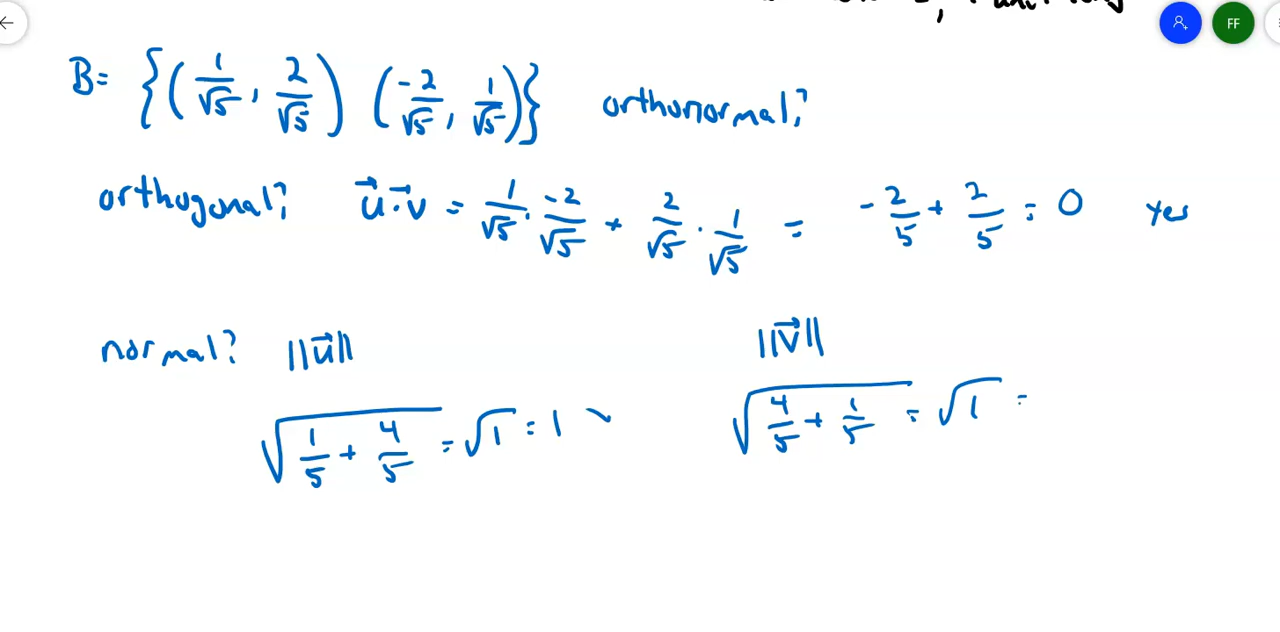 FF
B = {(1/√5, 2/√5) (-2/√5, 1/√5)} orthonormal?
orthogonal? u⃗·v⃗ = 1/√5 · -2/√5 + 2/√5 · 1/√5 = -2/5 + 2/5 = 0 yes
normal? ||u⃗|| ||v⃗||
√(1/5 + 4/5) = √1 = 1 √(4/5 + 1/5) = √1 =